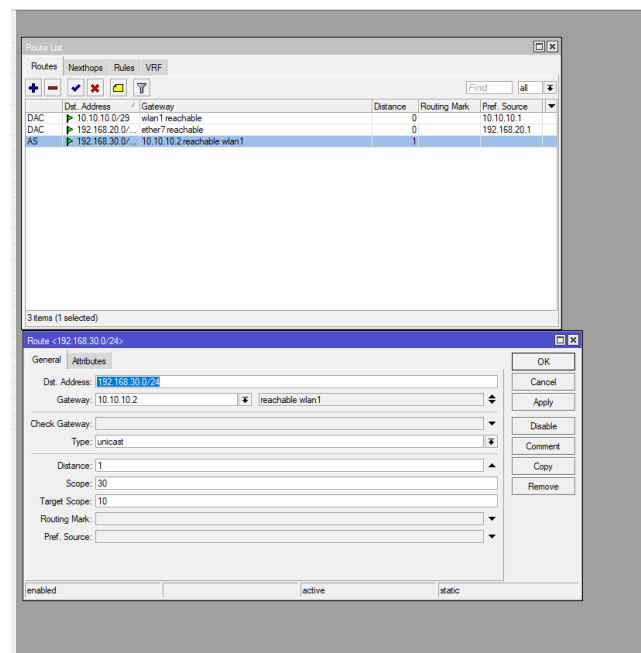 Route List
Routes Nexthops Rules VRF
Find all
Dst. Address Gateway Distance Routing Mark Pref. Source
DAC 10.10.10.0/29 wlan1 reachable 0 10.10.10.1
DAC 192.168.20.0/... ether7 reachable 0 192.168.20.1
AS 192.168.30.0/... 10.10.10.2 reachable wlan1 1
3 items (1 selected)
Route <192.168.30.0/24>
General Attributes
OK
Dst. Address: 192.168.30.0/24
Cancel
Gateway: 10.10.10.2 reachable wlan1
Apply
Check Gateway:
Disable
Type: unicast
Comment
Distance: 1
Copy
Scope: 30
Remove
Target Scope: 10
Routing Mark:
Pref. Source:
enabled active static